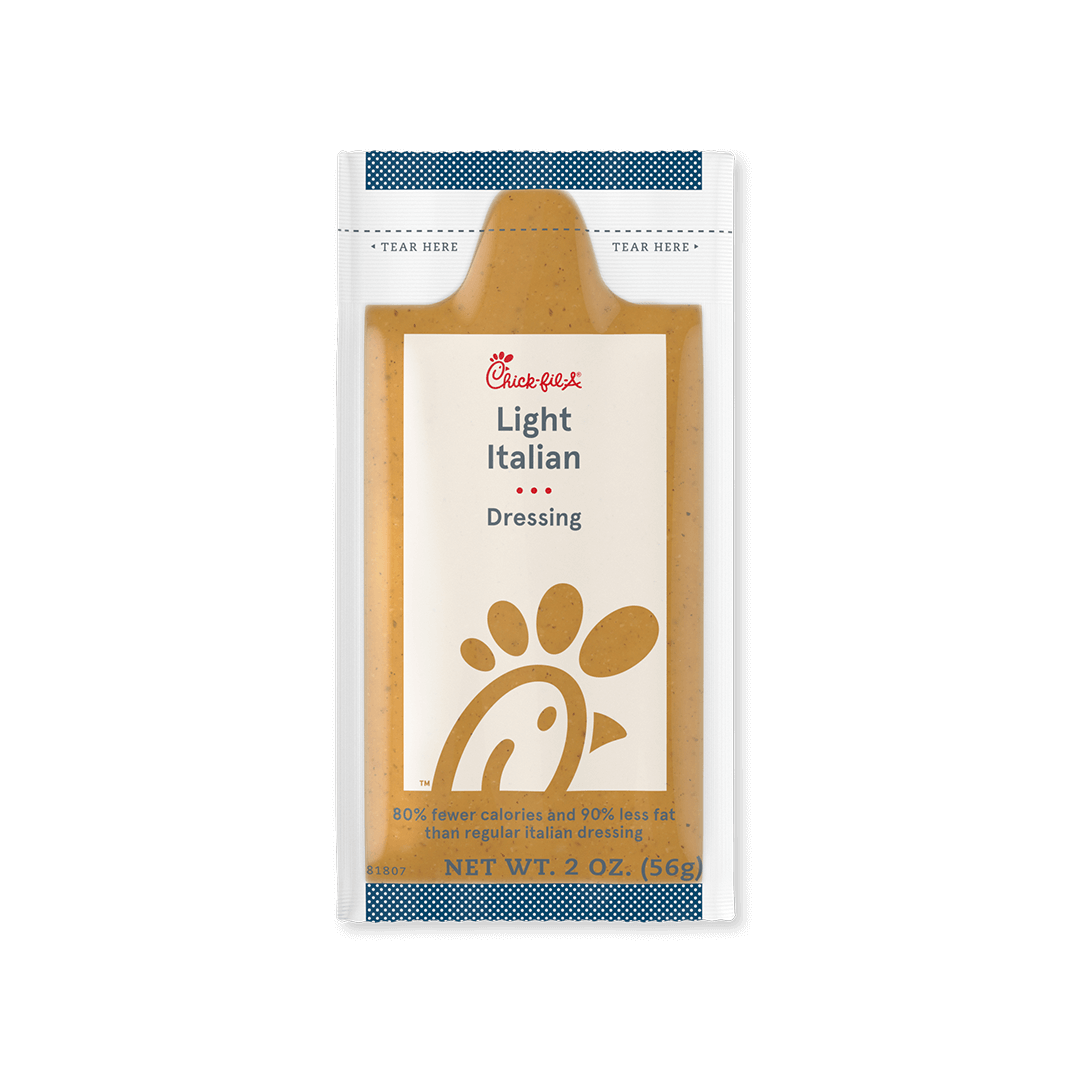 ◂ TEAR HERE TEAR HERE ▸
Chick-fil-A®
Light
Italian
Dressing
TM
80% fewer calories and 90% less fat
than regular italian dressing
81807 NET WT. 2 OZ. (56g)